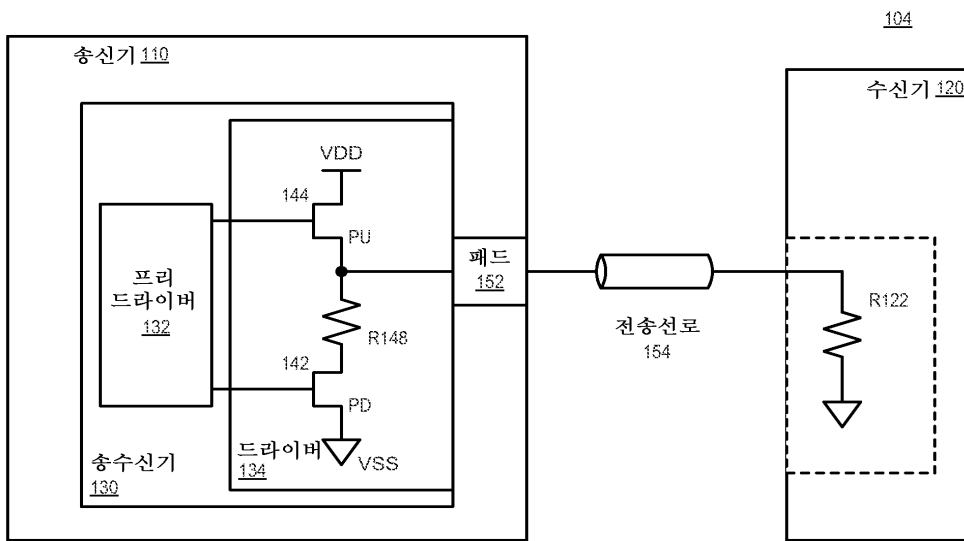 104
송신기 110
수신기 120
VDD
144
PU
프리
드라이버
132
패드
152
R148
142
PD
VSS
드라이버
134
송수신기
130
전송선로
154
R122